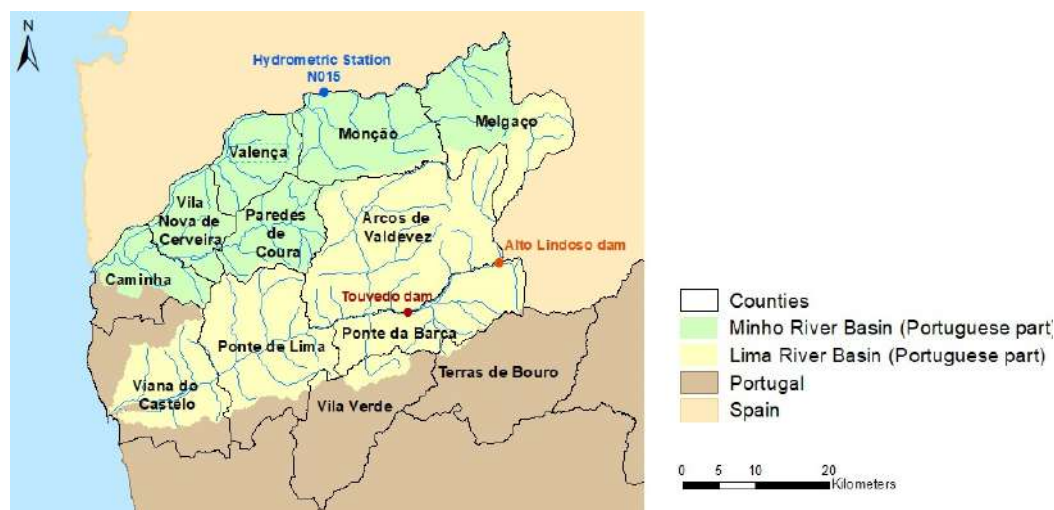 N
Hydrometric Station
N015
Monção
Melgaço
Valença
Vila
Nova de
Cerveira
Paredes
de
Coura
Arcos de
Valdevez
Alto Lindoso dam
Caminha
Touvedo dam
Ponte de Lima
Ponte da Barça
Viana do
Castelo
Terras de Bouro
Vila Verde
Counties
Minho River Basin (Portuguese part)
Lima River Basin (Portuguese part)
Portugal
Spain
0 5 10 20
Kilometers